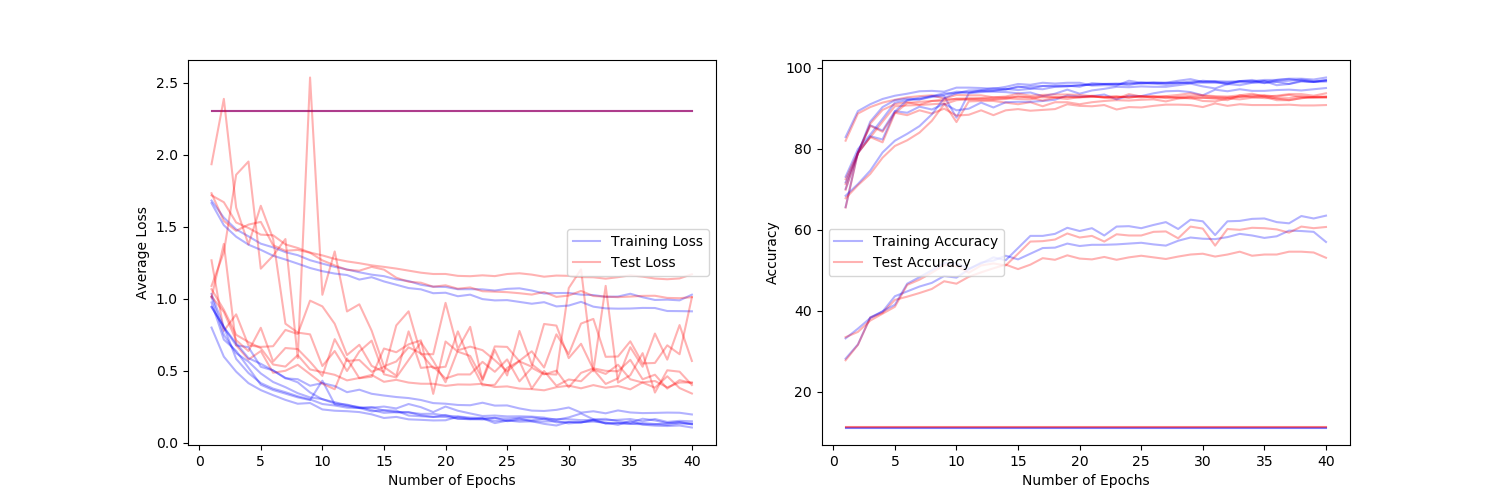 2.5
2.0
1.5
1.0
0.5
0.0
Average Loss
Training Loss
Test Loss
0 5 10 15 20 25 30 35 40
Number of Epochs
100
80
60
40
20
Accuracy
Training Accuracy
Test Accuracy
0 5 10 15 20 25 30 35 40
Number of Epochs